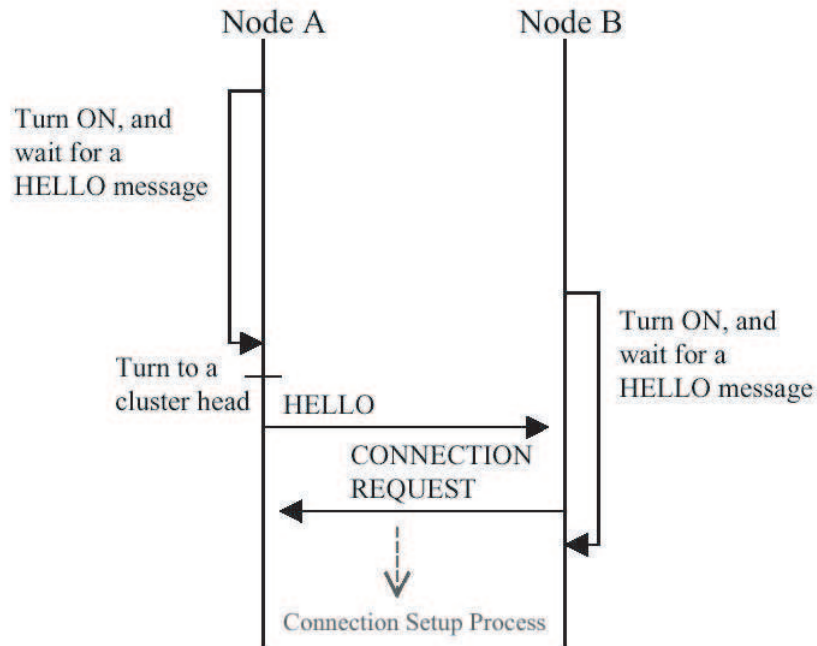 Node A
Node B
Turn ON, and
wait for a
HELLO message
Turn ON, and
wait for a
HELLO message
Turn to a
cluster head
HELLO
CONNECTION
REQUEST
Connection Setup Process